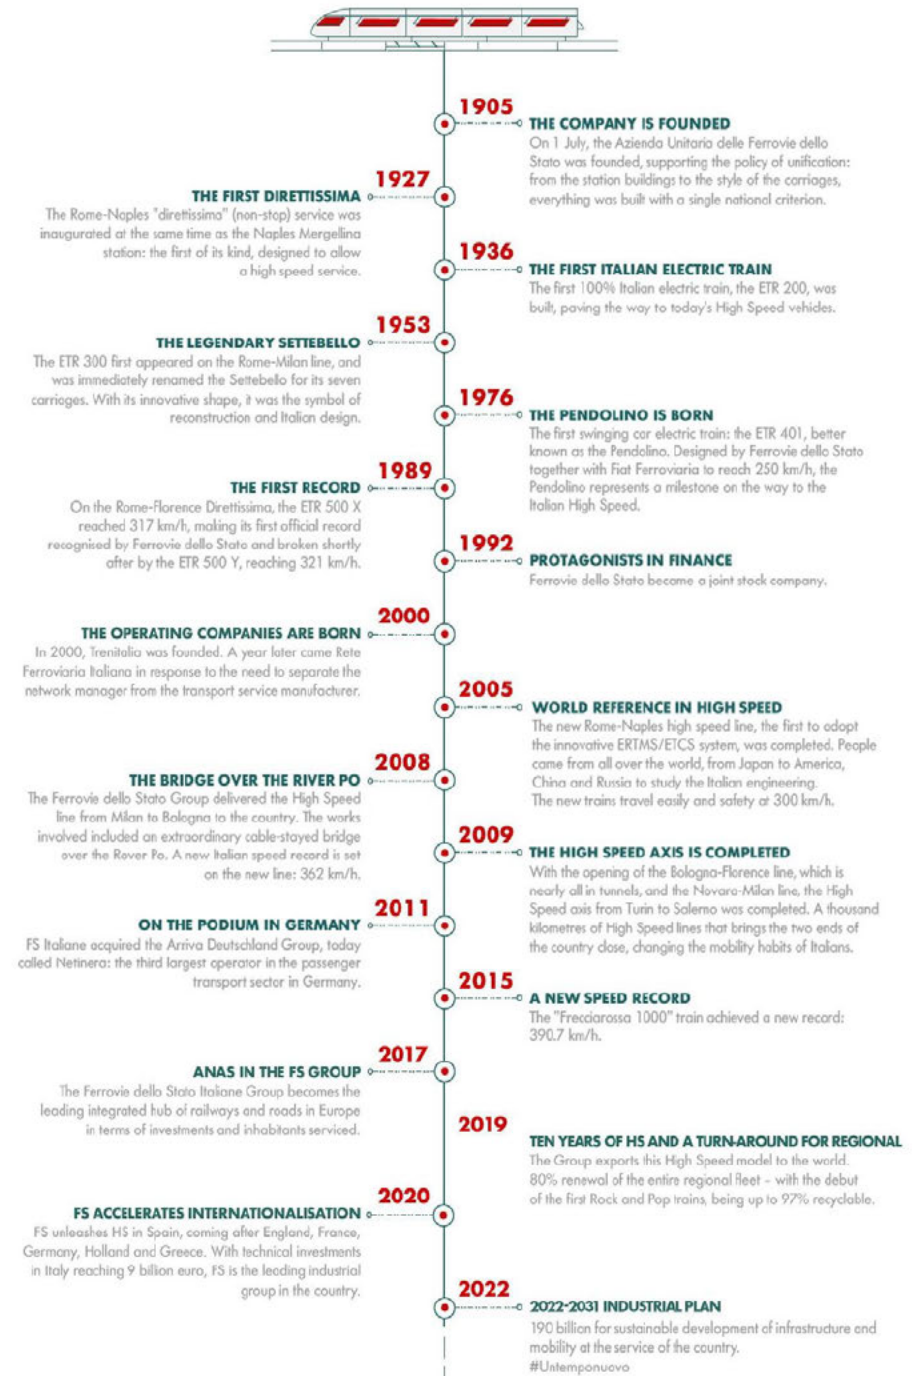 1905
THE COMPANY IS FOUNDED
On 1 July, the Azienda Unitaria delle Ferrovie dello
Stato was founded, supporting the policy of unification:
from the station buildings to the style of the carriages,
everything was built with a single national criterion.
1927
THE FIRST DIRETTISSIMA
The Rome-Naples "direttissima" (non-stop) service was
inaugurated at the same time as the Naples Mergellina
station: the first of its kind, designed to allow
a high speed service.
1936
THE FIRST ITALIAN ELECTRIC TRAIN
The first 100% Italian electric train, the ETR 200, was
built, paving the way to today's High Speed vehicles.
1953
THE LEGENDARY SETTEBELLO
The ETR 300 first appeared on the Rome-Milan line, and
was immediately renamed the Settebello for its seven
carriages. With its innovative shape, it was the symbol of
reconstruction and Italian design.
1976
THE PENDOLINO IS BORN
The first swinging car electric train: the ETR 401, better
known as the Pendolino. Designed by Ferrovie dello Stato
together with Fiat Ferroviaria to reach 250 km/h, the
Pendolino represents a milestone on the way to the
Italian High Speed.
1989
THE FIRST RECORD
On the Rome-Florence Direttissima, the ETR 500 X
reached 317 km/h, making its first official record
recognised by Ferrovie dello Stato and broken shortly
after by the ETR 500 Y, reaching 321 km/h.
1992
PROTAGONISTS IN FINANCE
Ferrovie dello Stato became a joint stock company.
2000
THE OPERATING COMPANIES ARE BORN
In 2000, Trenitalia was founded. A year later came Rete
Ferroviaria Italiana in response to the need to separate the
network manager from the transport service manufacturer.
2005
WORLD REFERENCE IN HIGH SPEED
The new Rome-Naples high speed line, the first to adopt
the innovative ERTMS/ETCS system, was completed. People
came from all over the world, from Japan to America,
China and Russia to study the Italian engineering.
The new trains travel easily and safety at 300 km/h.
2008
THE BRIDGE OVER THE RIVER PO
The Ferrovie dello Stato Group delivered the High Speed
line from Milan to Bologna to the country. The works
involved included an extraordinary cable-stayed bridge
over the Rover Po. A new Italian speed record is set
on the new line: 362 km/h.
2009
THE HIGH SPEED AXIS IS COMPLETED
With the opening of the Bologna-Florence line, which is
nearly all in tunnels, and the Novara-Milan line, the High
Speed axis from Turin to Salerno was completed. A thousand
kilometres of High Speed lines that brings the two ends of
the country close, changing the mobility habits of Italians.
2011
ON THE PODIUM IN GERMANY
FS Italiane acquired the Arriva Deutschland Group, today
called Netinera: the third largest operator in the passenger
transport sector in Germany.
2015
A NEW SPEED RECORD
The "Frecciarossa 1000" train achieved a new record:
390.7 km/h.
2017
ANAS IN THE FS GROUP
The Ferrovie dello Stato Italiane Group becomes the
leading integrated hub of railways and roads in Europe
in terms of investments and inhabitants serviced.
2019
TEN YEARS OF HS AND A TURN-AROUND FOR REGIONAL
The Group exports this High Speed model to the world.
80% renewal of the entire regional fleet – with the debut
of the first Rock and Pop trains, being up to 97% recyclable.
2020
FS ACCELERATES INTERNATIONALISATION
FS unleashes HS in Spain, coming after England, France,
Germany, Holland and Greece. With technical investments
in Italy reaching 9 billion euro, FS is the leading industrial
group in the country.
2022
2022-2031 INDUSTRIAL PLAN
190 billion for sustainable development of infrastructure and
mobility at the service of the country.
#Untemponuovo